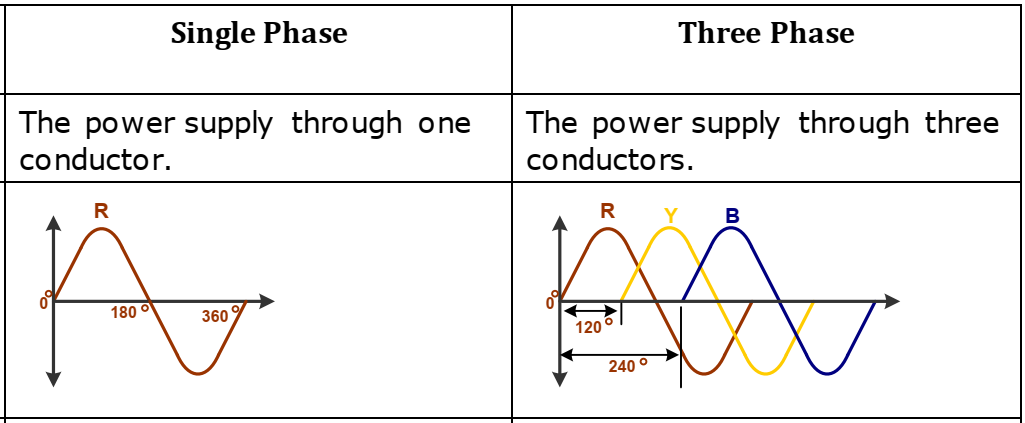 Single Phase
Three Phase
The power supply through one
conductor.
The power supply through three
conductors.
R
0°
180°
360°
R
Y
B
0°
120°
240°